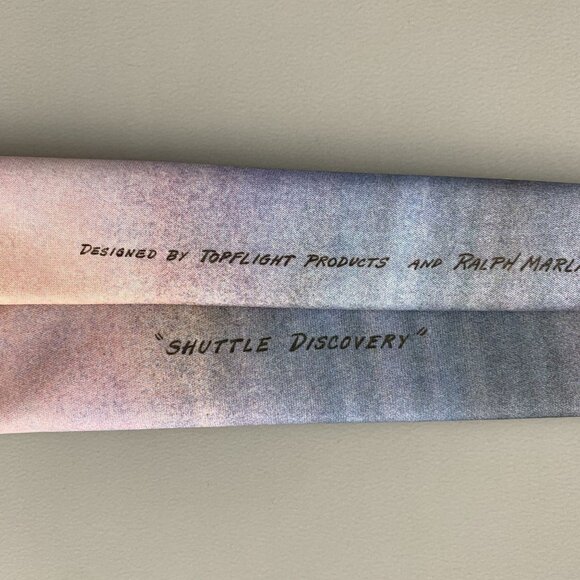 DESIGNED BY TOPFLIGHT PRODUCTS AND RALPH
"SHUTTLE DISCOVERY"